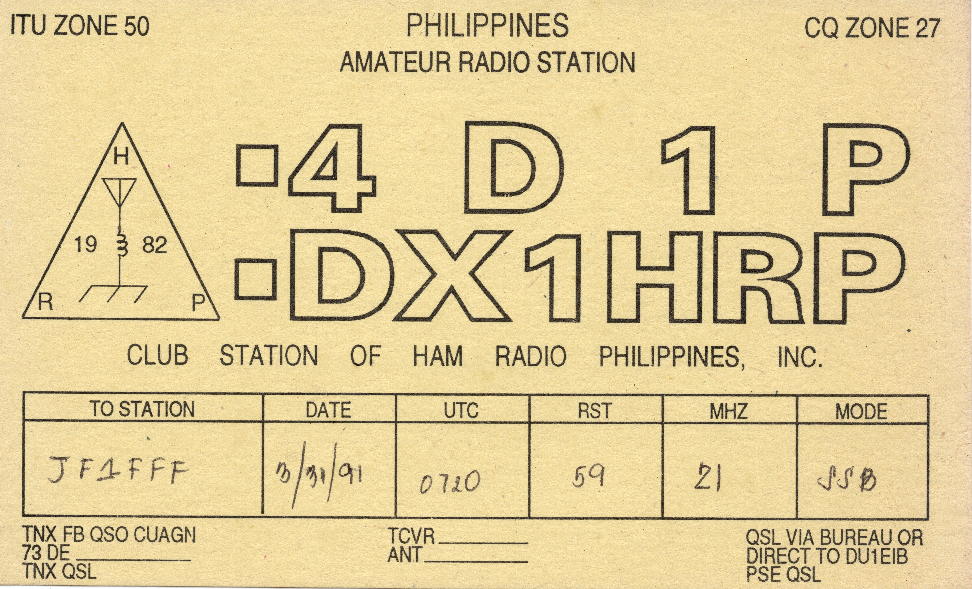 ITU ZONE 50 PHILIPPINES CQ ZONE 27
AMATEUR RADIO STATION
4 D 1 P
DX1HRP
H
19 82
R P
CLUB STATION OF HAM RADIO PHILIPPINES, INC.
TO STATION DATE UTC RST MHZ MODE
JF1FFF 3/31/91 0720 59 21 SSB
TNX FB QSO CUAGN TCVR QSL VIA BUREAU OR
73 DE ANT DIRECT TO DU1EIB
TNX QSL PSE QSL